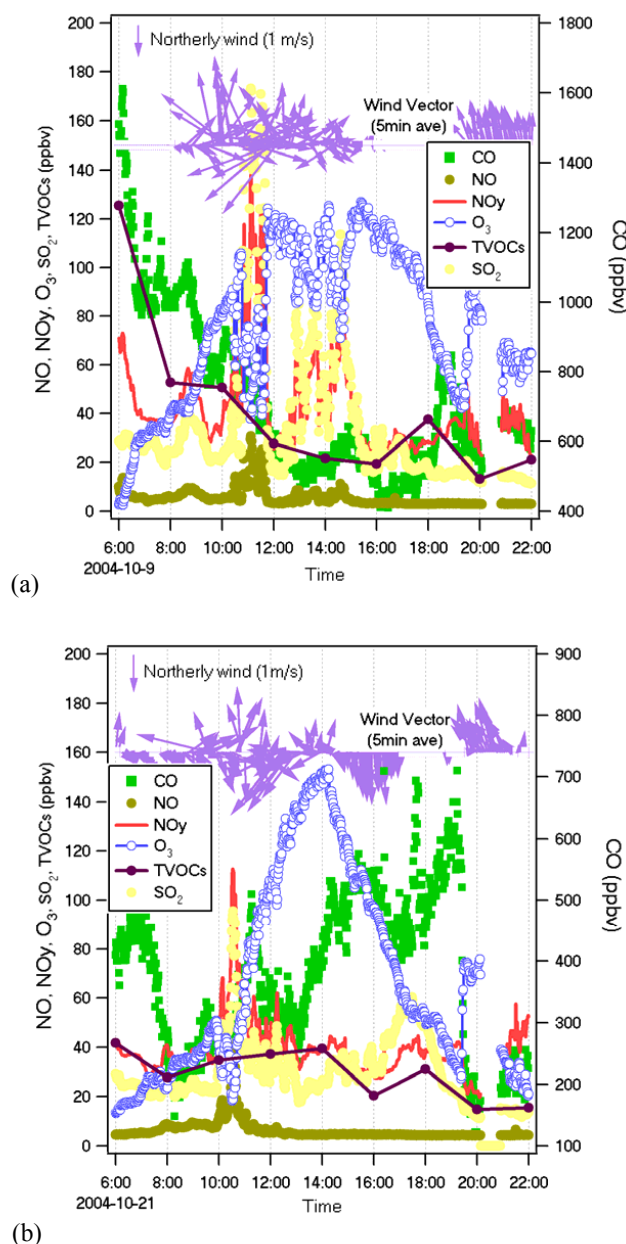 200
180
160
140
120
100
80
60
40
20
0
NO, NOy, O3, SO2, TVOCs (ppbv)
Northerly wind (1 m/s)
Wind Vector
(5min ave)
CO
NO
NOy
O3
TVOCs
SO2
1800
1600
1400
1200
1000
800
600
400
CO (ppbv)
6:00 8:00 10:00 12:00 14:00 16:00 18:00 20:00 22:00
2004-10-9
Time
(a)
200
180
160
140
120
100
80
60
40
20
0
NO, NOy, O3, SO2, TVOCs (ppbv)
Northerly wind (1m/s)
Wind Vector
(5min ave)
CO
NO
NOy
O3
TVOCs
SO2
900
800
700
600
500
400
300
200
100
CO (ppbv)
6:00 8:00 10:00 12:00 14:00 16:00 18:00 20:00 22:00
2004-10-21
Time
(b)